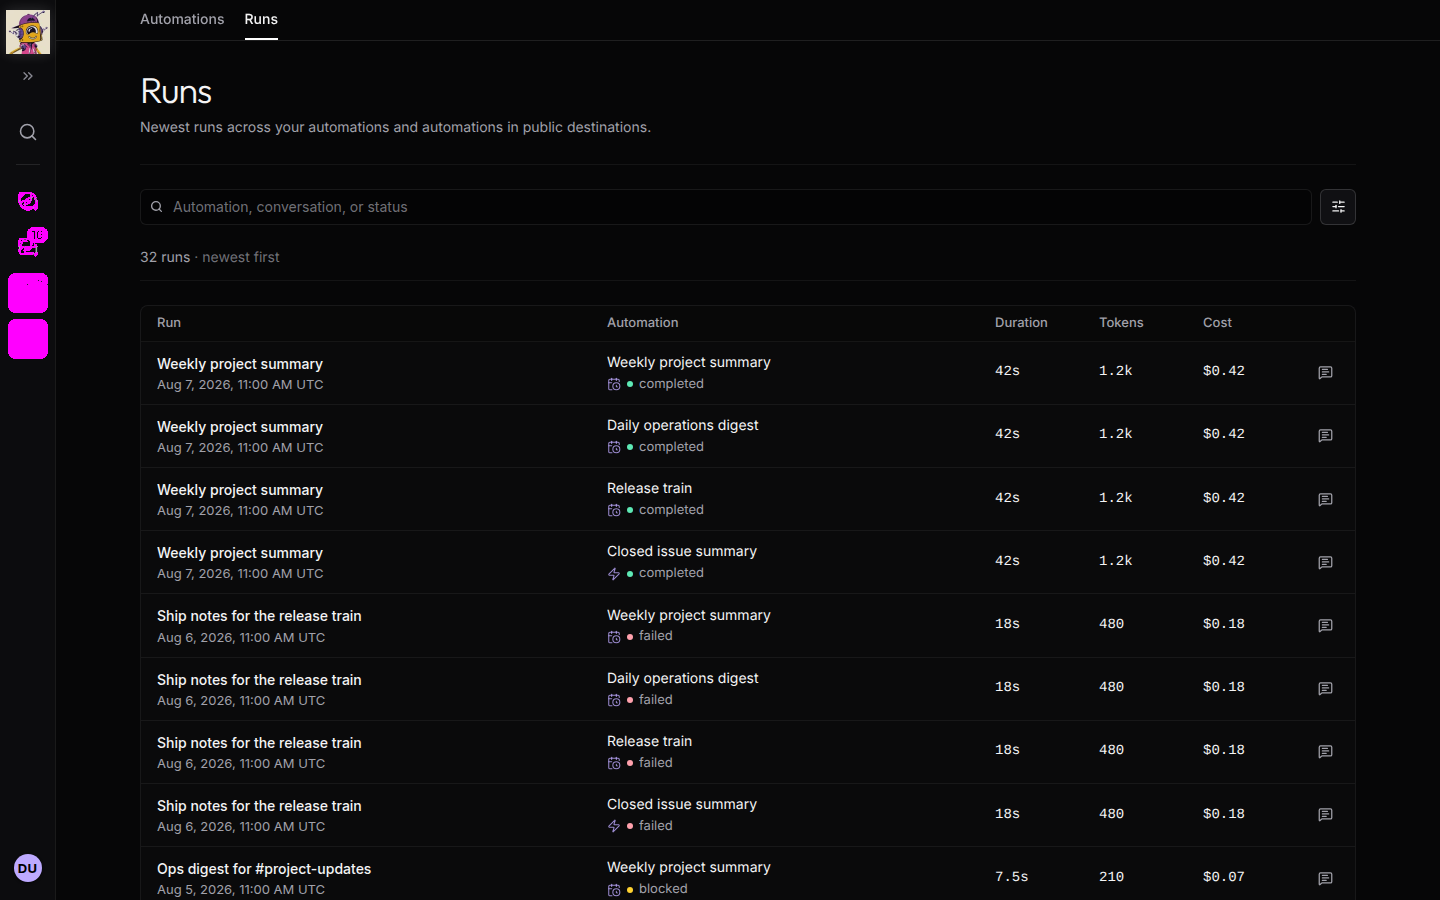 Automations Runs
Runs
Newest runs across your automations and automations in public destinations.
Automation, conversation, or status
32 runs · newest first
Run Automation Duration Tokens Cost
Weekly project summary Weekly project summary 42s 1.2k $0.42
Aug 7, 2026, 11:00 AM UTC completed
Weekly project summary Daily operations digest 42s 1.2k $0.42
Aug 7, 2026, 11:00 AM UTC completed
Weekly project summary Release train 42s 1.2k $0.42
Aug 7, 2026, 11:00 AM UTC completed
Weekly project summary Closed issue summary 42s 1.2k $0.42
Aug 7, 2026, 11:00 AM UTC completed
Ship notes for the release train Weekly project summary 18s 480 $0.18
Aug 6, 2026, 11:00 AM UTC failed
Ship notes for the release train Daily operations digest 18s 480 $0.18
Aug 6, 2026, 11:00 AM UTC failed
Ship notes for the release train Release train 18s 480 $0.18
Aug 6, 2026, 11:00 AM UTC failed
Ship notes for the release train Closed issue summary 18s 480 $0.18
Aug 6, 2026, 11:00 AM UTC failed
Ops digest for #project-updates Weekly project summary 7.5s 210 $0.07
Aug 5, 2026, 11:00 AM UTC blocked
DU